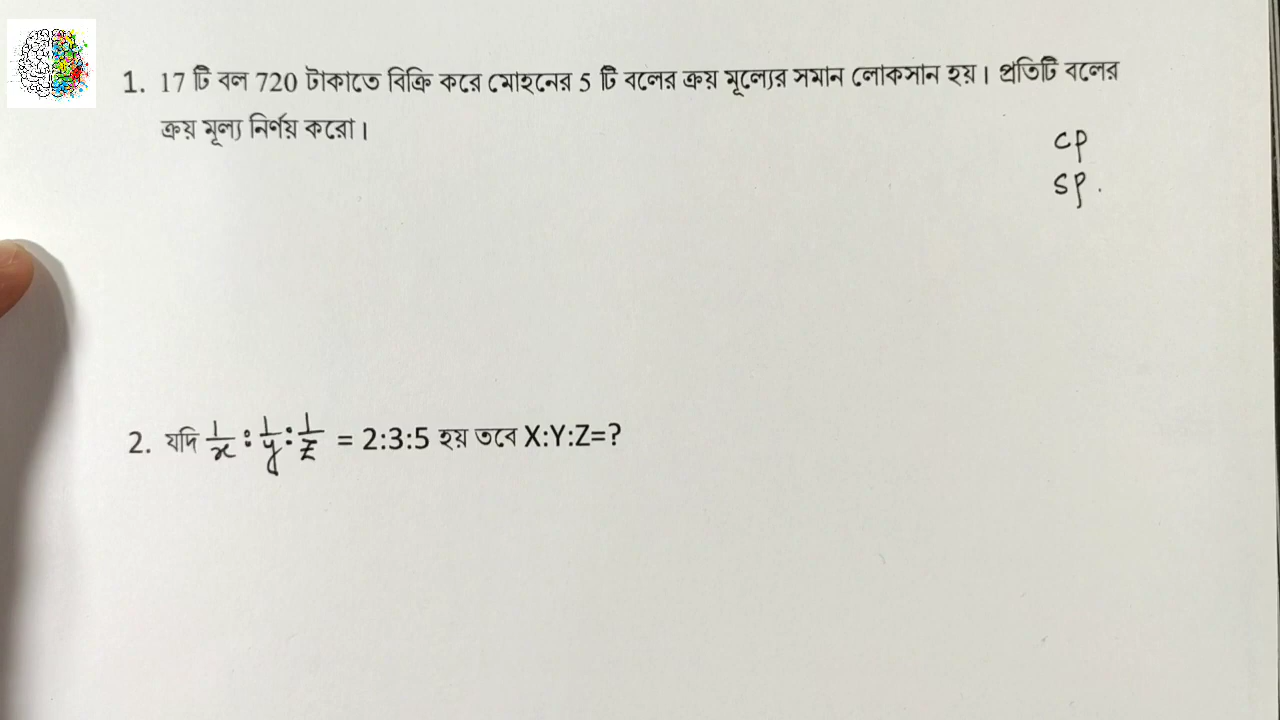 1. 17 টি বল 720 টাকাতে বিক্রি করে মোহনের 5 টি বলের ক্রয় মূল্যের সমান লোকসান হয়। প্রতিটি বলের
ক্রয় মূল্য নির্ণয় করো।
CP
SP.
2. যদি 1/x : 1/y : 1/z = 2:3:5 হয় তবে X:Y:Z=?